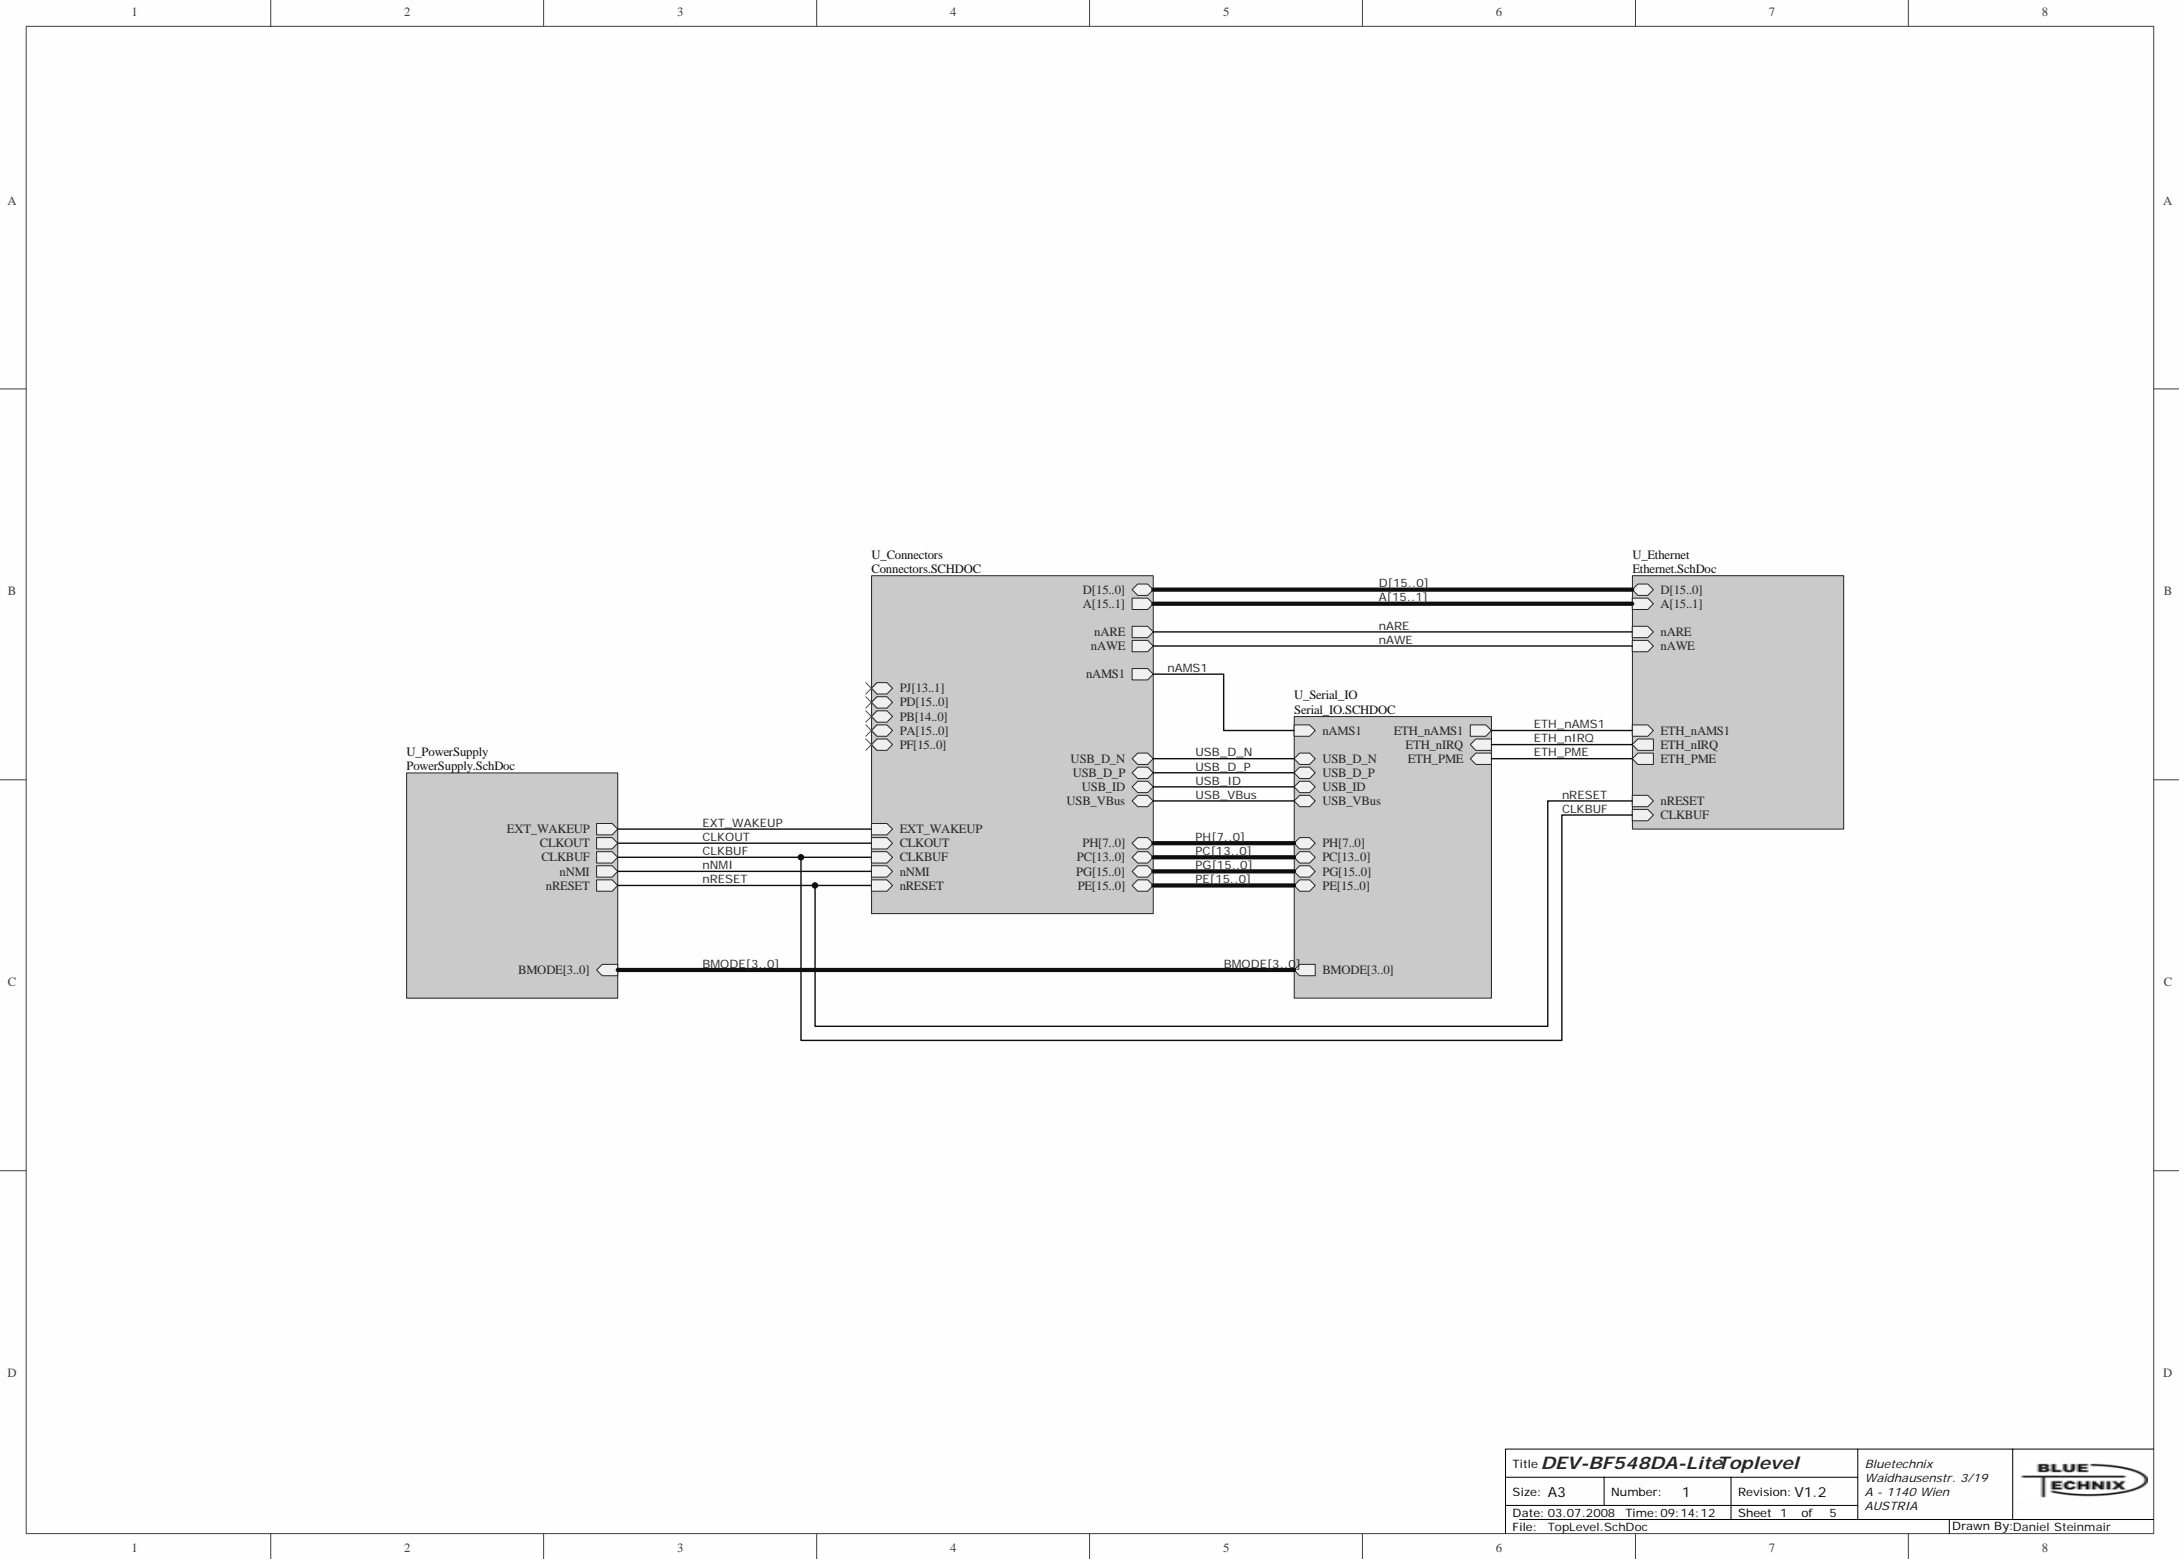 1 2 3 4 5 6 7 8
A A
B B
C C
D D
U_PowerSupply
PowerSupply.SchDoc
EXT_WAKEUP
CLKOUT
CLKBUF
nNMI
nRESET
BMODE[3..0]
EXT_WAKEUP
CLKOUT
CLKBUF
nNMI
nRESET
BMODE[3..0]
BMODE[3..0]
U_Connectors
Connectors.SCHDOC
PJ[13..1]
PD[15..0]
PB[14..0]
PA[15..0]
PF[15..0]
EXT_WAKEUP
CLKOUT
CLKBUF
nNMI
nRESET
D[15..0]
A[15..1]
nARE
nAWE
nAMS1
USB_D_N
USB_D_P
USB_ID
USB_VBus
PH[7..0]
PC[13..0]
PG[15..0]
PE[15..0]
D[15..0]
A[15..1]
nARE
nAWE
nAMS1
USB_D_N
USB_D_P
USB_ID
USB_VBus
PH[7..0]
PC[13..0]
PG[15..0]
PE[15..0]
U_Serial_IO
Serial_IO.SCHDOC
nAMS1
USB_D_N
USB_D_P
USB_ID
USB_VBus
PH[7..0]
PC[13..0]
PG[15..0]
PE[15..0]
BMODE[3..0]
ETH_nAMS1
ETH_nIRQ
ETH_PME
ETH_nAMS1
ETH_nIRQ
ETH_PME
nRESET
CLKBUF
U_Ethernet
Ethernet.SchDoc
D[15..0]
A[15..1]
nARE
nAWE
ETH_nAMS1
ETH_nIRQ
ETH_PME
nRESET
CLKBUF
Title DEV-BF548DA-Lite Toplevel
Size: A3 Number: 1 Revision: V1.2
Date: 03.07.2008 Time: 09:14:12 Sheet 1 of 5
File: TopLevel.SchDoc
Bluetechnix
Waidhausenstr. 3/19
A - 1140 Wien
AUSTRIA
BLUE
TECHNIX
Drawn By: Daniel Steinmair
1 2 3 4 5 6 7 8